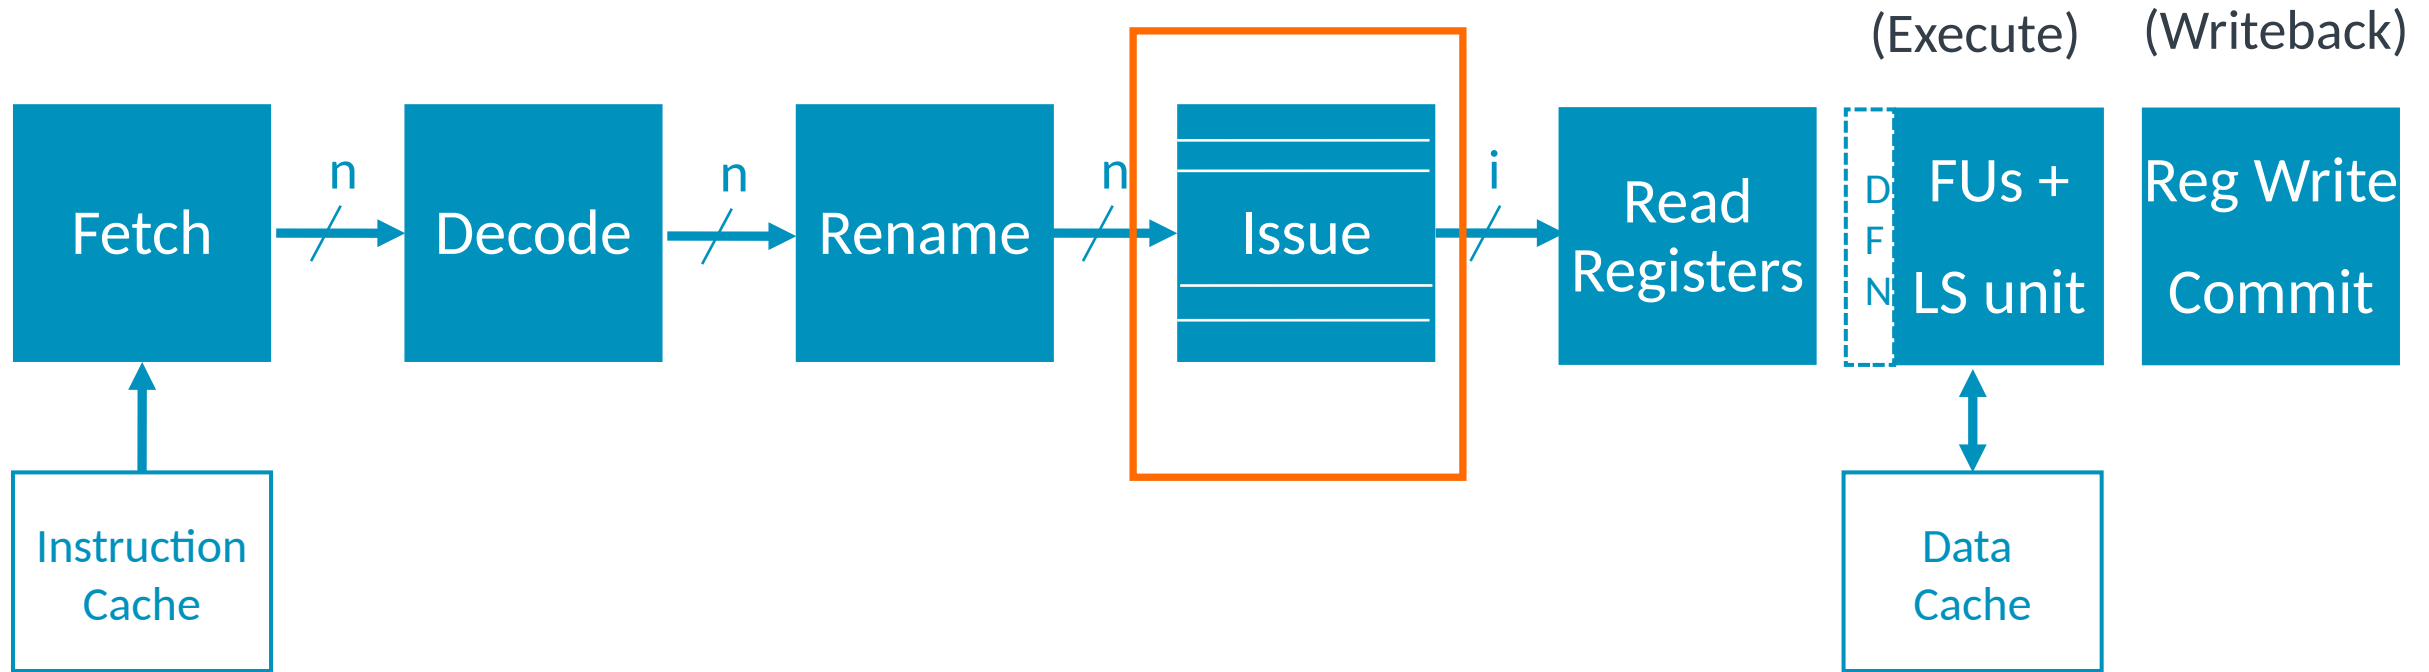 (Execute)
(Writeback)
Fetch
n
Decode
n
Rename
n
Issue
i
Read
Registers
D
F
N
FUs +
LS unit
Reg Write
Commit
Instruction
Cache
Data
Cache